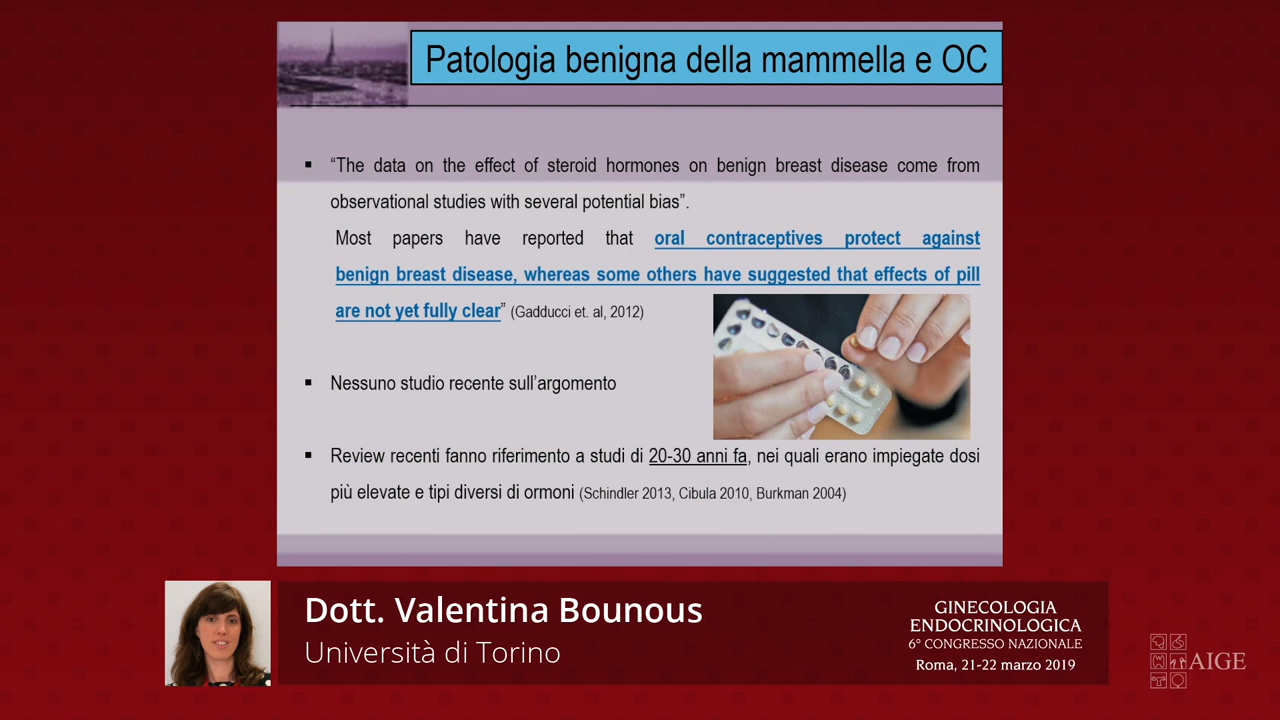 Patologia benigna della mammella e OC
▪ “The data on the effect of steroid hormones on benign breast disease come from
observational studies with several potential bias”.
Most papers have reported that oral contraceptives protect against
benign breast disease, whereas some others have suggested that effects of pill
are not yet fully clear” (Gadducci et. al, 2012)
▪ Nessuno studio recente sull’argomento
▪ Review recenti fanno riferimento a studi di 20-30 anni fa, nei quali erano impiegate dosi
più elevate e tipi diversi di ormoni (Schindler 2013, Cibula 2010, Burkman 2004)
Dott. Valentina Bounous
Università di Torino
GINECOLOGIA
ENDOCRINOLOGICA
6° CONGRESSO NAZIONALE
Roma, 21-22 marzo 2019
AIGE